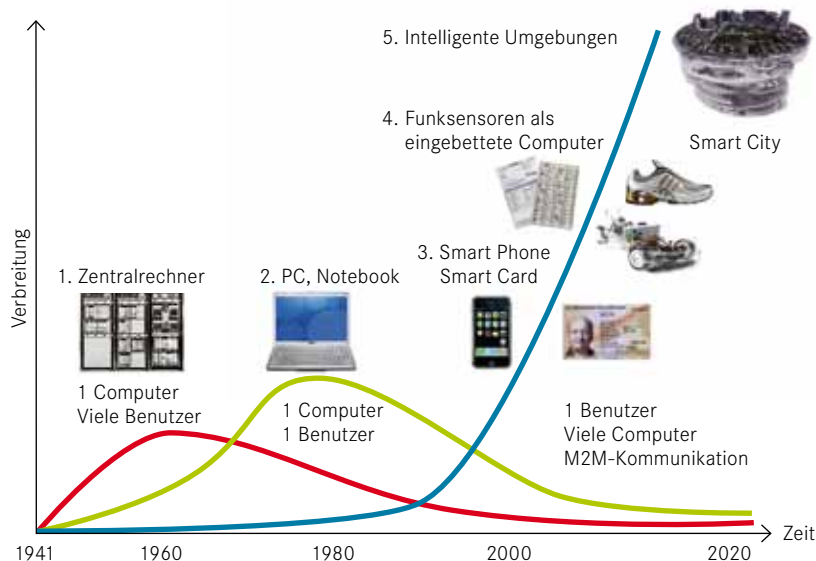 5. Intelligente Umgebungen
4. Funksensoren als
eingebettete Computer
Smart City
3. Smart Phone
Smart Card
1. Zentralrechner
2. PC, Notebook
Verbreitung
1 Computer
Viele Benutzer
1 Computer
1 Benutzer
1 Benutzer
Viele Computer
M2M-Kommunikation
Zeit
1941
1960
1980
2000
2020